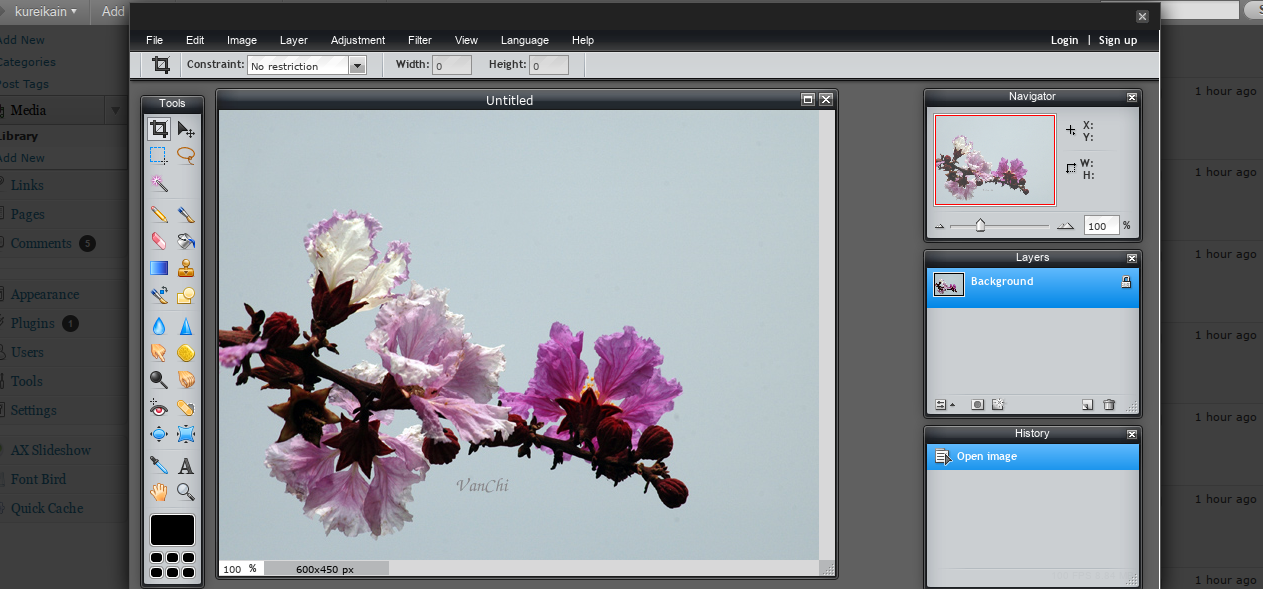 kureikain
Add
Add New
Categories
Post Tags
Media
Library
Add New
Links
Pages
Comments 5
Appearance
Plugins 1
Users
Tools
Settings
AX Slideshow
Font Bird
Quick Cache
File Edit Image Layer Adjustment Filter View Language Help
Login | Sign up
Constraint: No restriction Width: 0 Height: 0
Tools
Untitled
VanChi
100 % 600x450 px
Navigator
X:
Y:
W:
H:
100 %
Layers
Background
History
Open image
1 hour ago
1 hour ago
1 hour ago
1 hour ago
1 hour ago
1 hour ago
1 hour ago